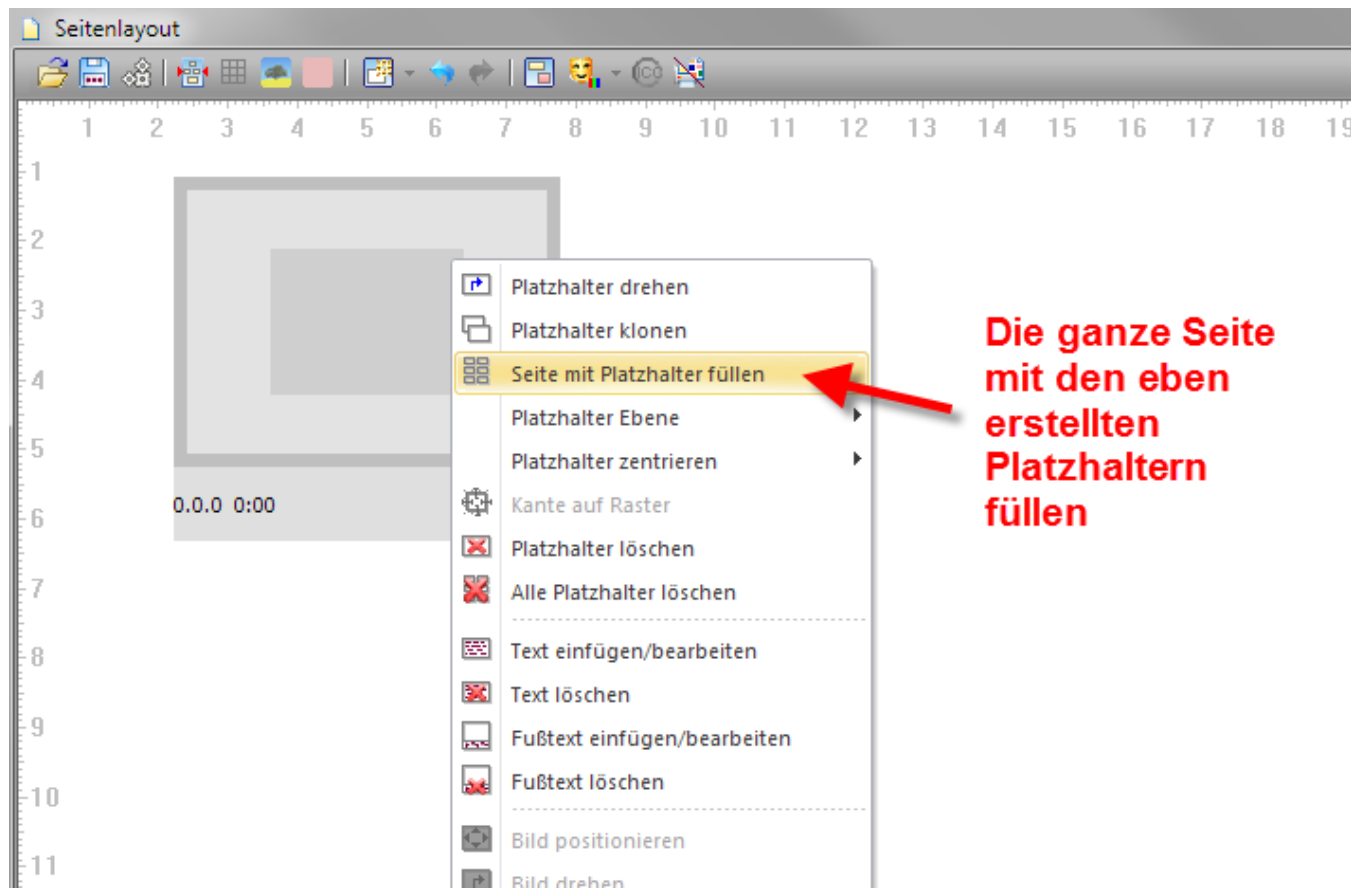 Seitenlayout
1 2 3 4 5 6 7 8 9 10 11 12 13 14 15 16 17 18 19
1
2
3
4
5
6
7
8
9
10
11
0.0.0 0:00
Platzhalter drehen
Platzhalter klonen
Seite mit Platzhalter füllen
Platzhalter Ebene
Platzhalter zentrieren
Kante auf Raster
Platzhalter löschen
Alle Platzhalter löschen
Text einfügen/bearbeiten
Text löschen
Fußtext einfügen/bearbeiten
Fußtext löschen
Bild positionieren
Bild drehen
Die ganze Seite
mit den eben
erstellten
Platzhaltern
füllen